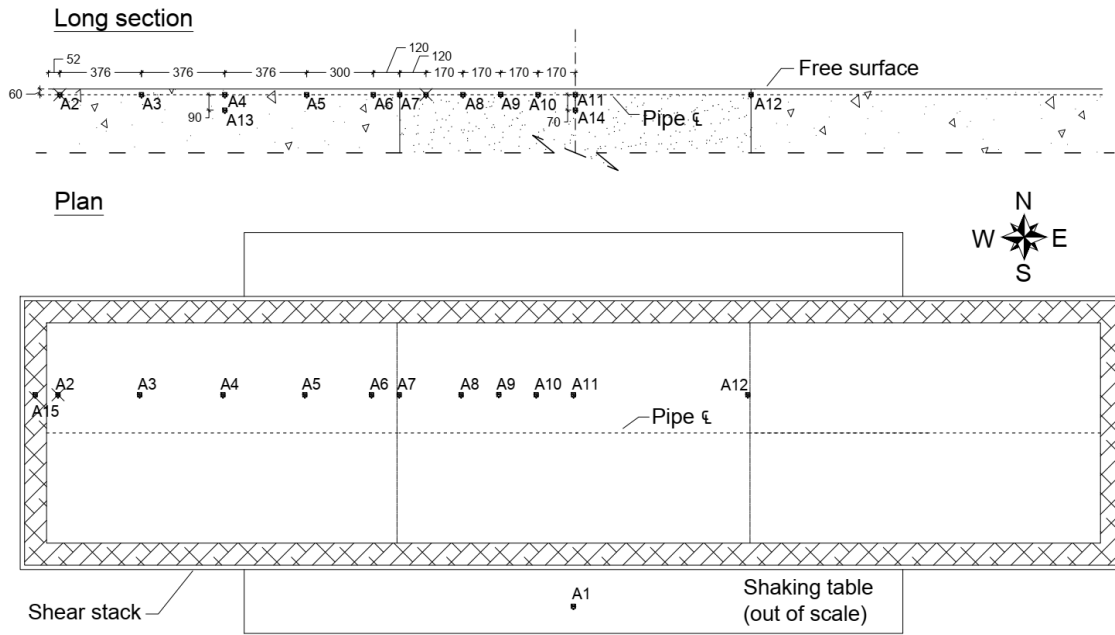 Long section
52
376
376
376
300
120
120
170
170
170
170
Free surface
60
A2
A3
A4
A5
A6
A7
A8
A9
A10
A11
A12
90
A13
70
A14
Pipe ℄
Plan
N
W
E
S
A15
A2
A3
A4
A5
A6
A7
A8
A9
A10
A11
A12
Pipe ℄
Shear stack
A1
Shaking table
(out of scale)